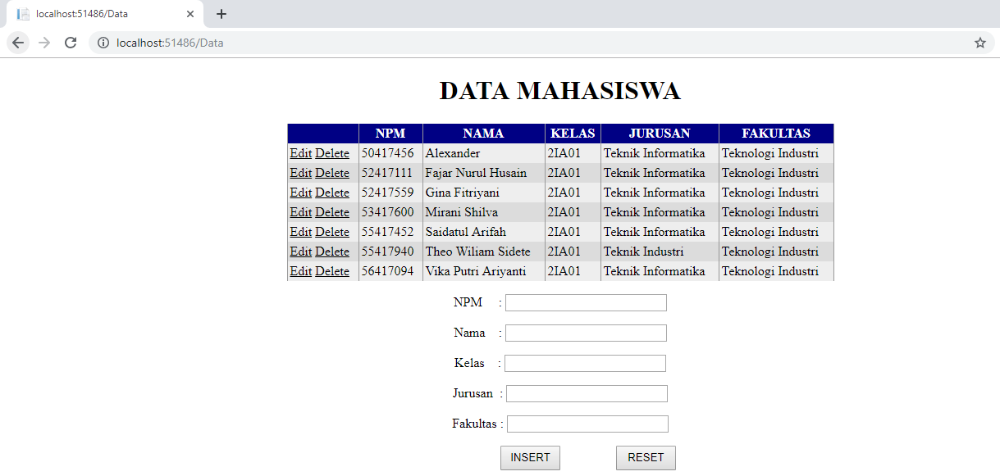 localhost:51486/Data
localhost:51486/Data
DATA MAHASISWA
NPM NAMA KELAS JURUSAN FAKULTAS
Edit Delete 50417456 Alexander 2IA01 Teknik Informatika Teknologi Industri
Edit Delete 52417111 Fajar Nurul Husain 2IA01 Teknik Informatika Teknologi Industri
Edit Delete 52417559 Gina Fitriyani 2IA01 Teknik Informatika Teknologi Industri
Edit Delete 53417600 Mirani Shilva 2IA01 Teknik Informatika Teknologi Industri
Edit Delete 55417452 Saidatul Arifah 2IA01 Teknik Informatika Teknologi Industri
Edit Delete 55417940 Theo Wiliam Sidete 2IA01 Teknik Industri Teknologi Industri
Edit Delete 56417094 Vika Putri Ariyanti 2IA01 Teknik Informatika Teknologi Industri
NPM :
Nama :
Kelas :
Jurusan :
Fakultas :
INSERT RESET